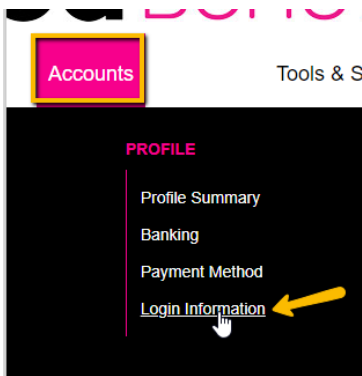 Accounts
Tools & S
PROFILE
Profile Summary
Banking
Payment Method
Login Information